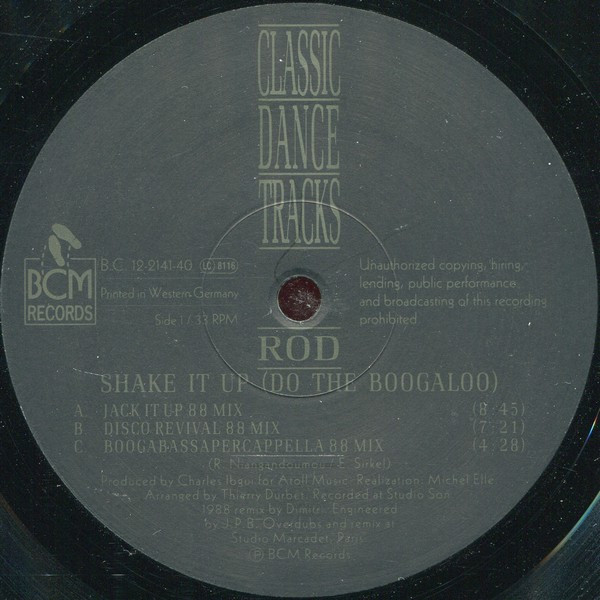 CLASSIC
DANCE
TRACKS
BCM
RECORDS
B.C. 12-2141-40 LC 8116
Printed in Western Germany
Side 1 / 33 RPM
Unauthorized copying, hiring,
lending, public performance
and broadcasting of this recording
prohibited
ROD
SHAKE IT UP (DO THE BOOGALOO)
A JACK IT UP 88 MIX (8:45)
B DISCO REVIVAL 88 MIX (7:21)
C BOOGABASSAPERCAPPELLA 88 MIX (4:28)
(R. Niangandoumou / E. Sirkel)
Produced by Charles Ibgui for Atoll Music. Realization: Michel Elle
Arranged by Thierry Durbet. Recorded at Studio Son
1988 remix by Dimitri. Engineered
by J.P.B. Overdubs and remix at
Studio Marcadet, Paris
℗ BCM Records